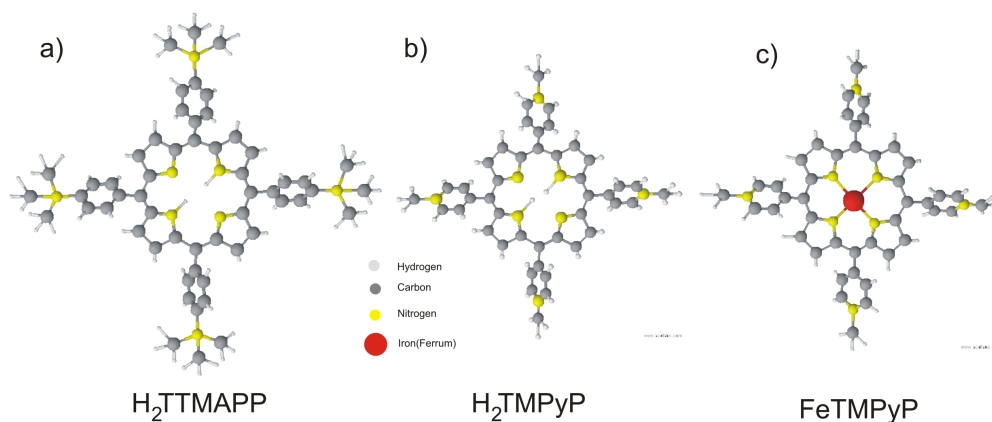 a)
b)
c)
Hydrogen
Carbon
Nitrogen
Iron(Ferrum)
H₂TTMAPP
H₂TMPyP
FeTMPyP